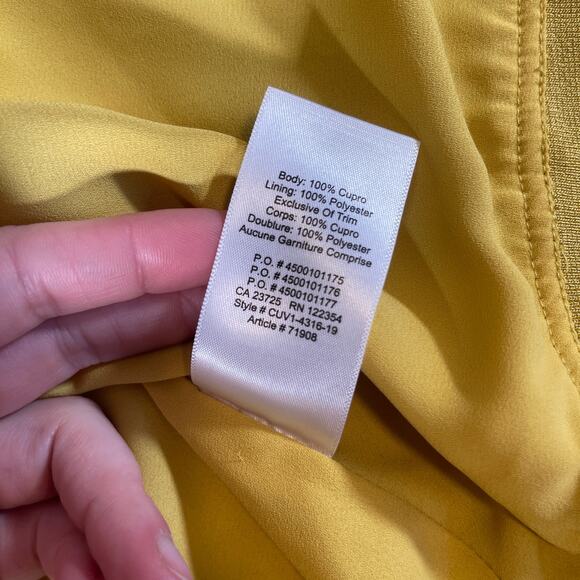 Body: 100% Cupro
Lining: 100% Polyester
Exclusive Of Trim
Corps: 100% Cupro
Doublure: 100% Polyester
Aucune Garniture Comprise
P.O. # 4500101175
P.O. # 4500101176
P.O. # 4500101177
CA 23725 RN 122354
Style # CUV1-4316-19
Article # 71908